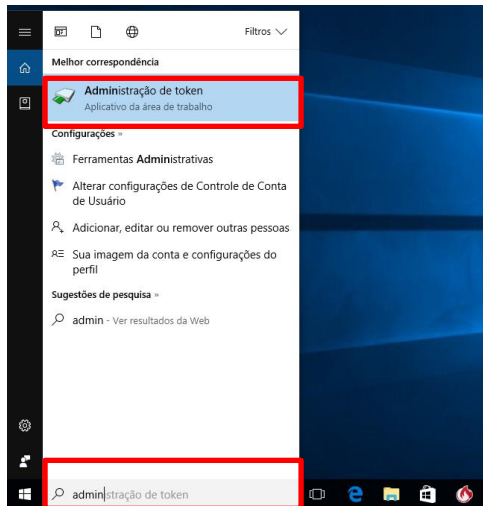 Filtros
Melhor correspondência
Administração de token
Aplicativo da área de trabalho
Configurações »
Ferramentas Administrativas
Alterar configurações de Controle de Conta
de Usuário
Adicionar, editar ou remover outras pessoas
Sua imagem da conta e configurações do
perfil
Sugestões de pesquisa »
admin - Ver resultados da Web
administração de token